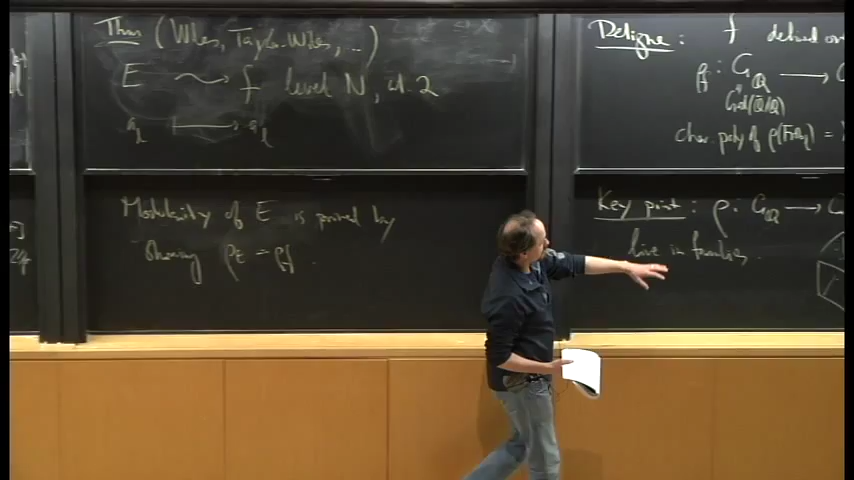 Thm (Wiles, Taylor-Wiles, ...)
E ⇝ f level N, wt. 2
a_ℓ ⟼ a_ℓ
Modularity of E is proved by
showing ρ_E = ρ_f.
Deligne: f defined over
ρ_f : G_ℚ ⟶
Gal(ℚ̄/ℚ)
char. poly of ρ(Frob_ℓ) =
Key point: ρ: G_ℚ ⟶
live in families.